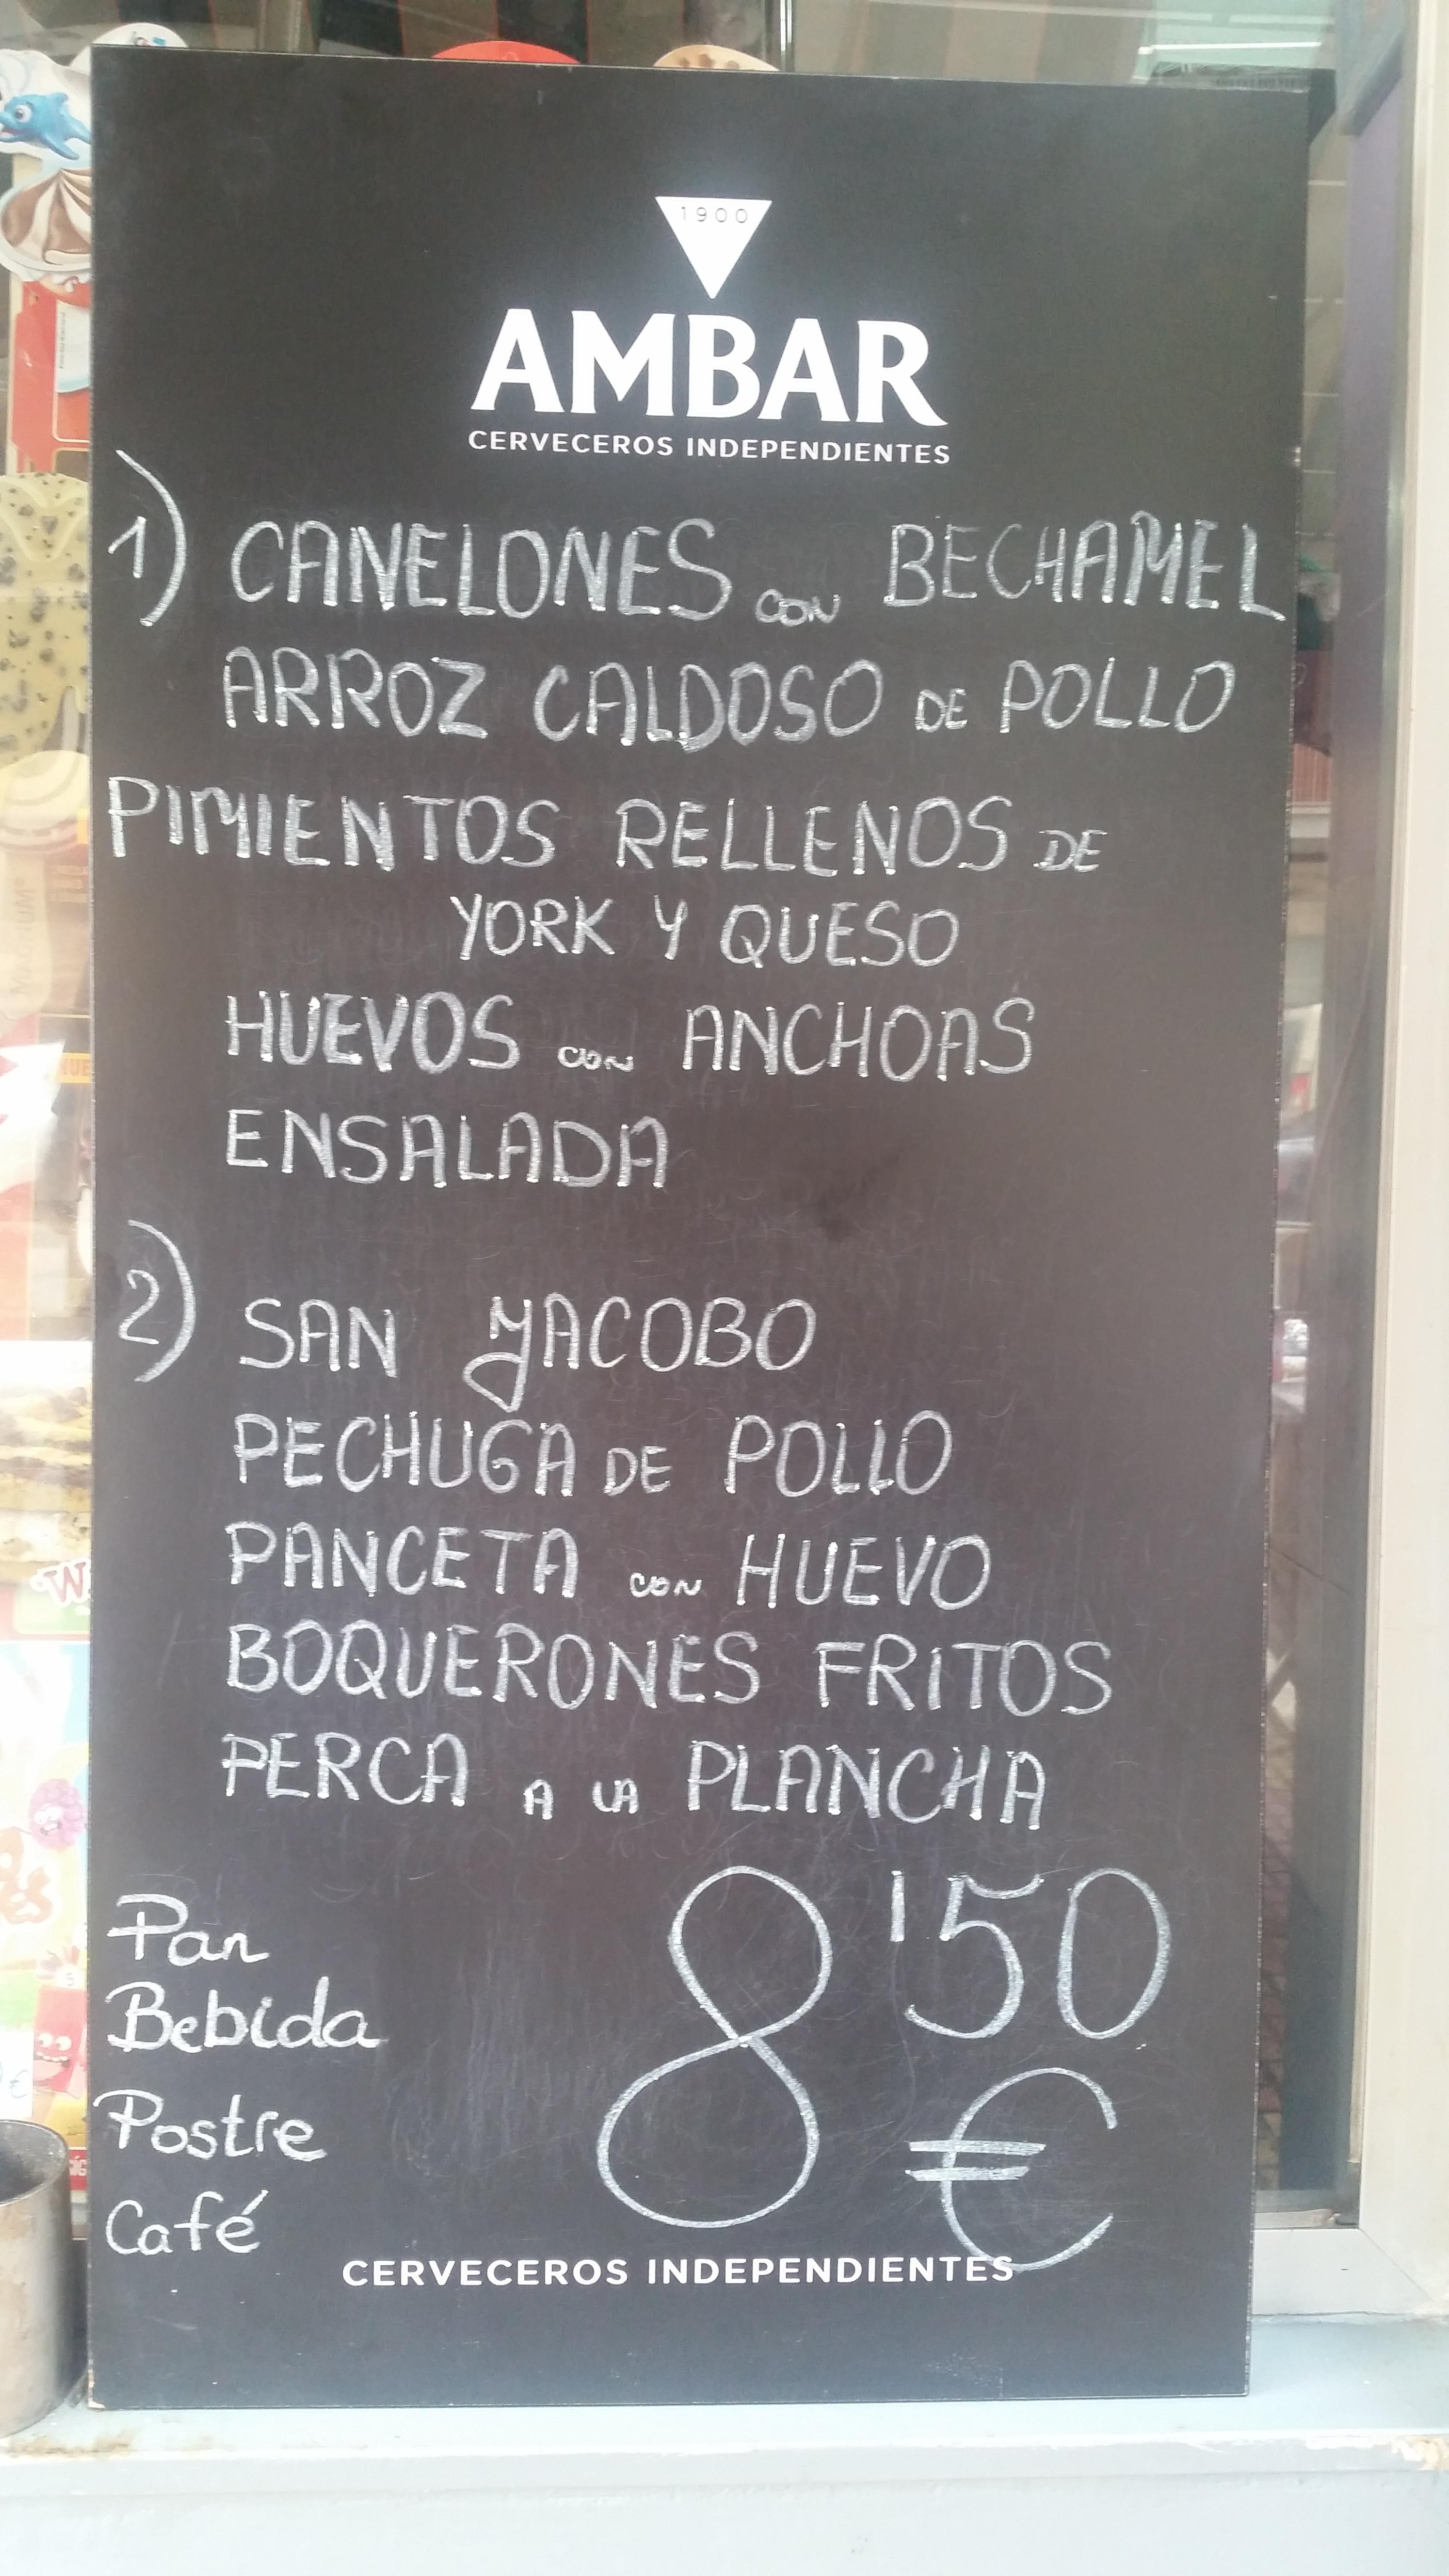 1900
AMBAR
CERVECEROS INDEPENDIENTES
1) CANELONES CON BECHAMEL
ARROZ CALDOSO DE POLLO
PIMIENTOS RELLENOS DE
YORK Y QUESO
HUEVOS CON ANCHOAS
ENSALADA
2) SAN JACOBO
PECHUGA DE POLLO
PANCETA CON HUEVO
BOQUERONES FRITOS
PERCA A LA PLANCHA
Pan
Bebida
Postre
Café
8'50
€
CERVECEROS INDEPENDIENTES